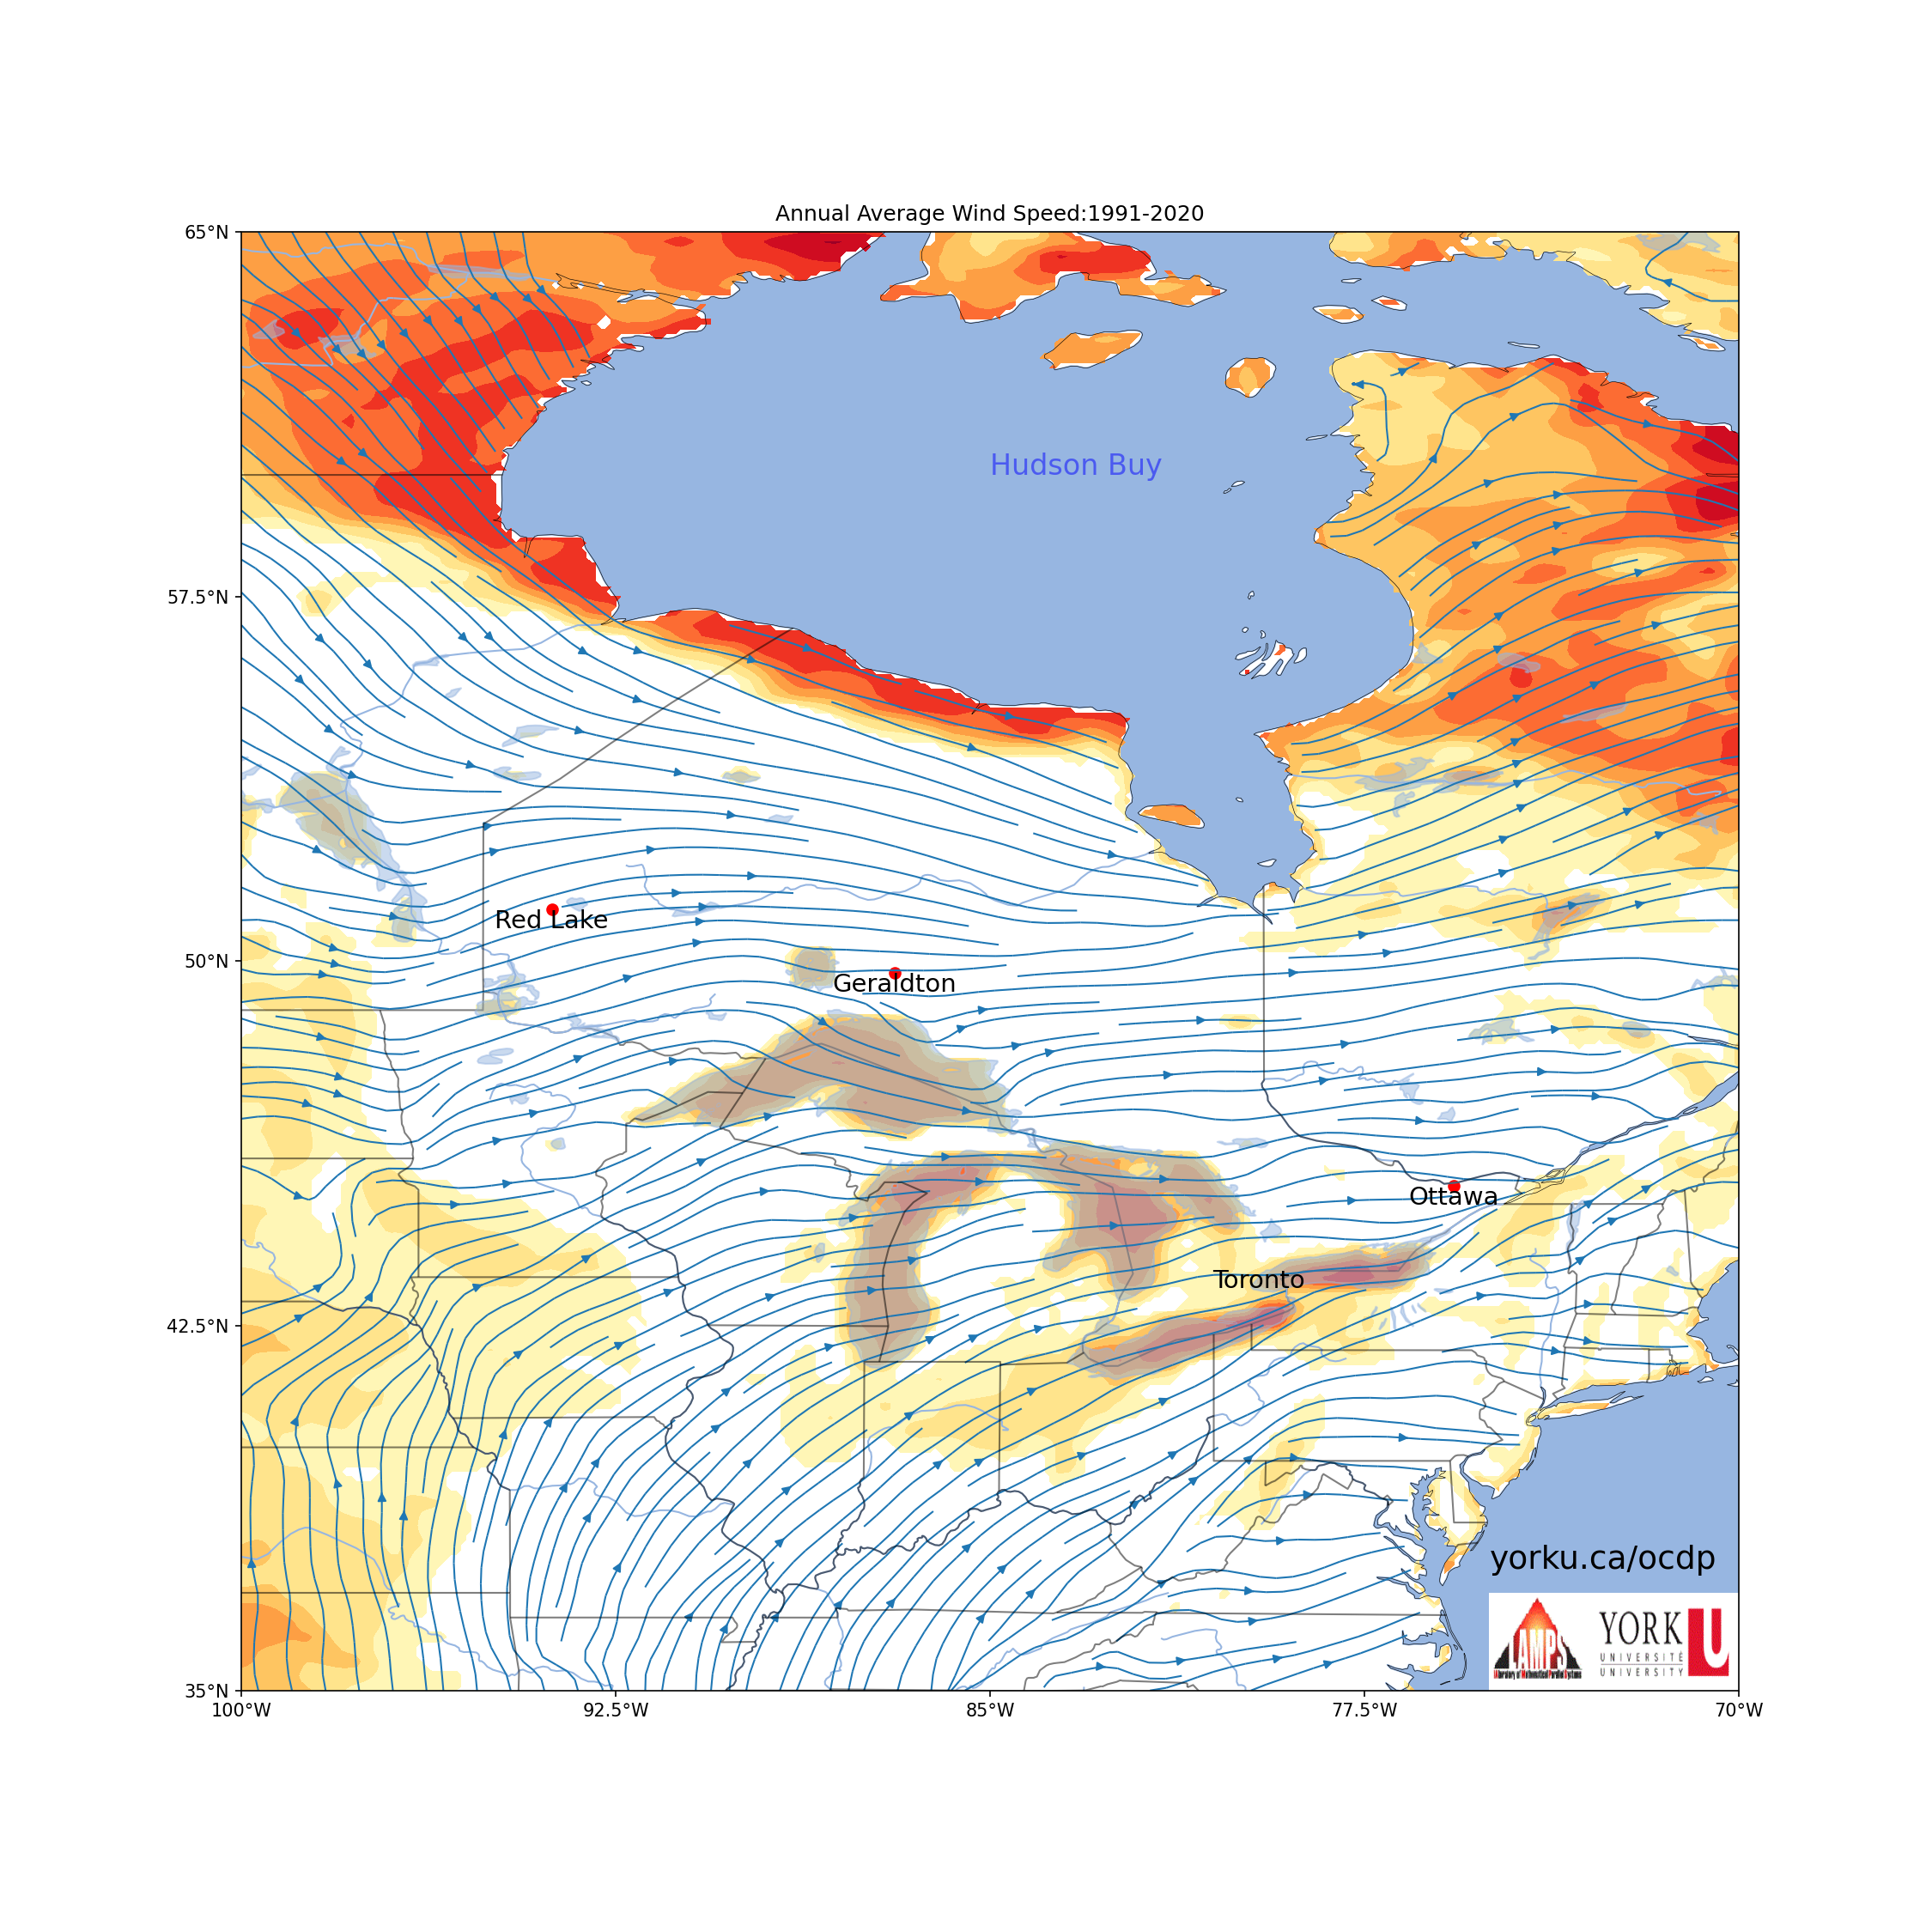 Annual Average Wind Speed:1991-2020
65°N
57.5°N
50°N
42.5°N
35°N
100°W
92.5°W
85°W
77.5°W
70°W
Hudson Buy
Red Lake
Geraldton
Ottawa
Toronto
yorku.ca/ocdp
LAMPS
YORK U
UNIVERSITÉ
UNIVERSITY